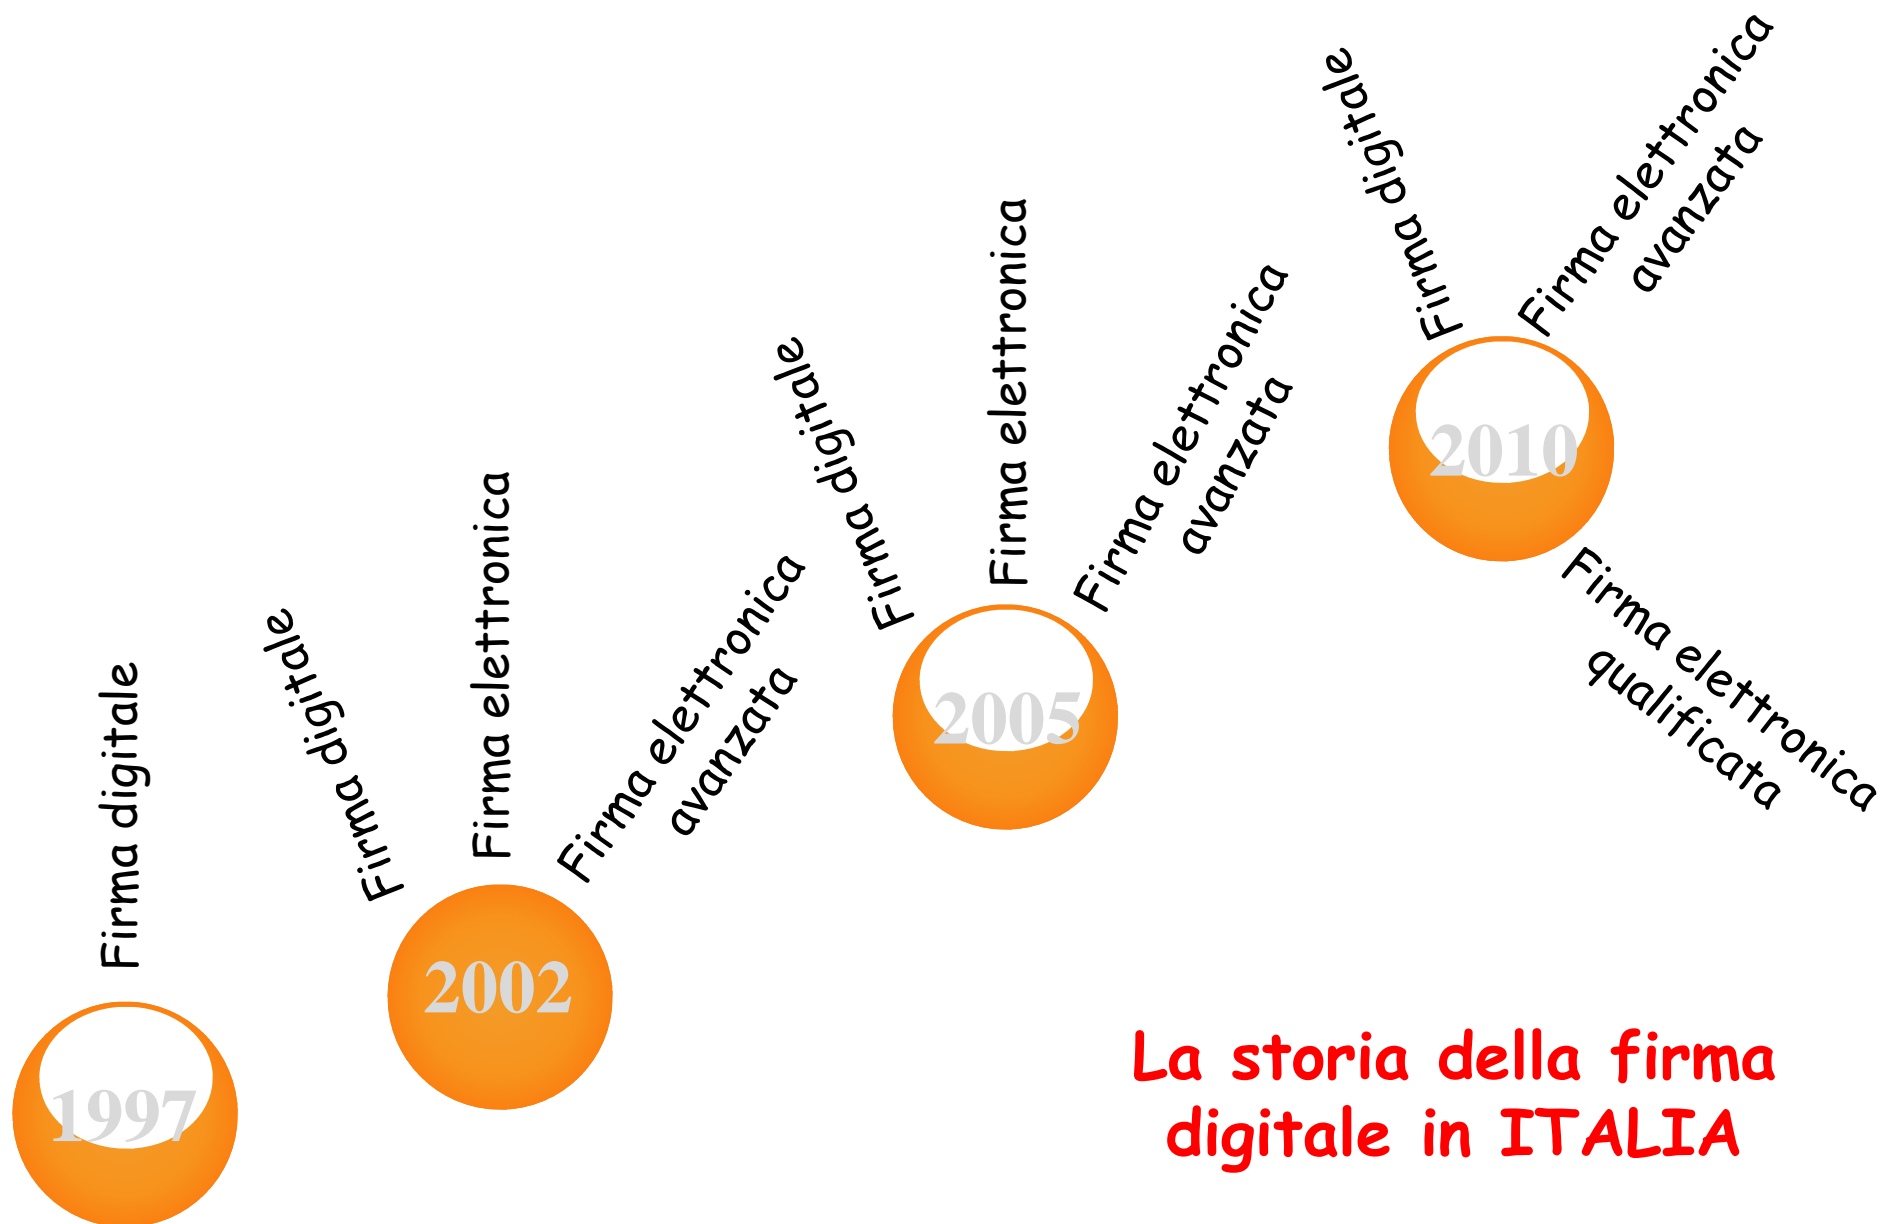 Firma digitale
1997
Firma digitale
Firma elettronica
Firma elettronica
avanzata
2002
Firma digitale
Firma elettronica
Firma elettronica
avanzata
2005
Firma digitale
Firma elettronica
avanzata
2010
Firma elettronica
qualificata
La storia della firma
digitale in ITALIA